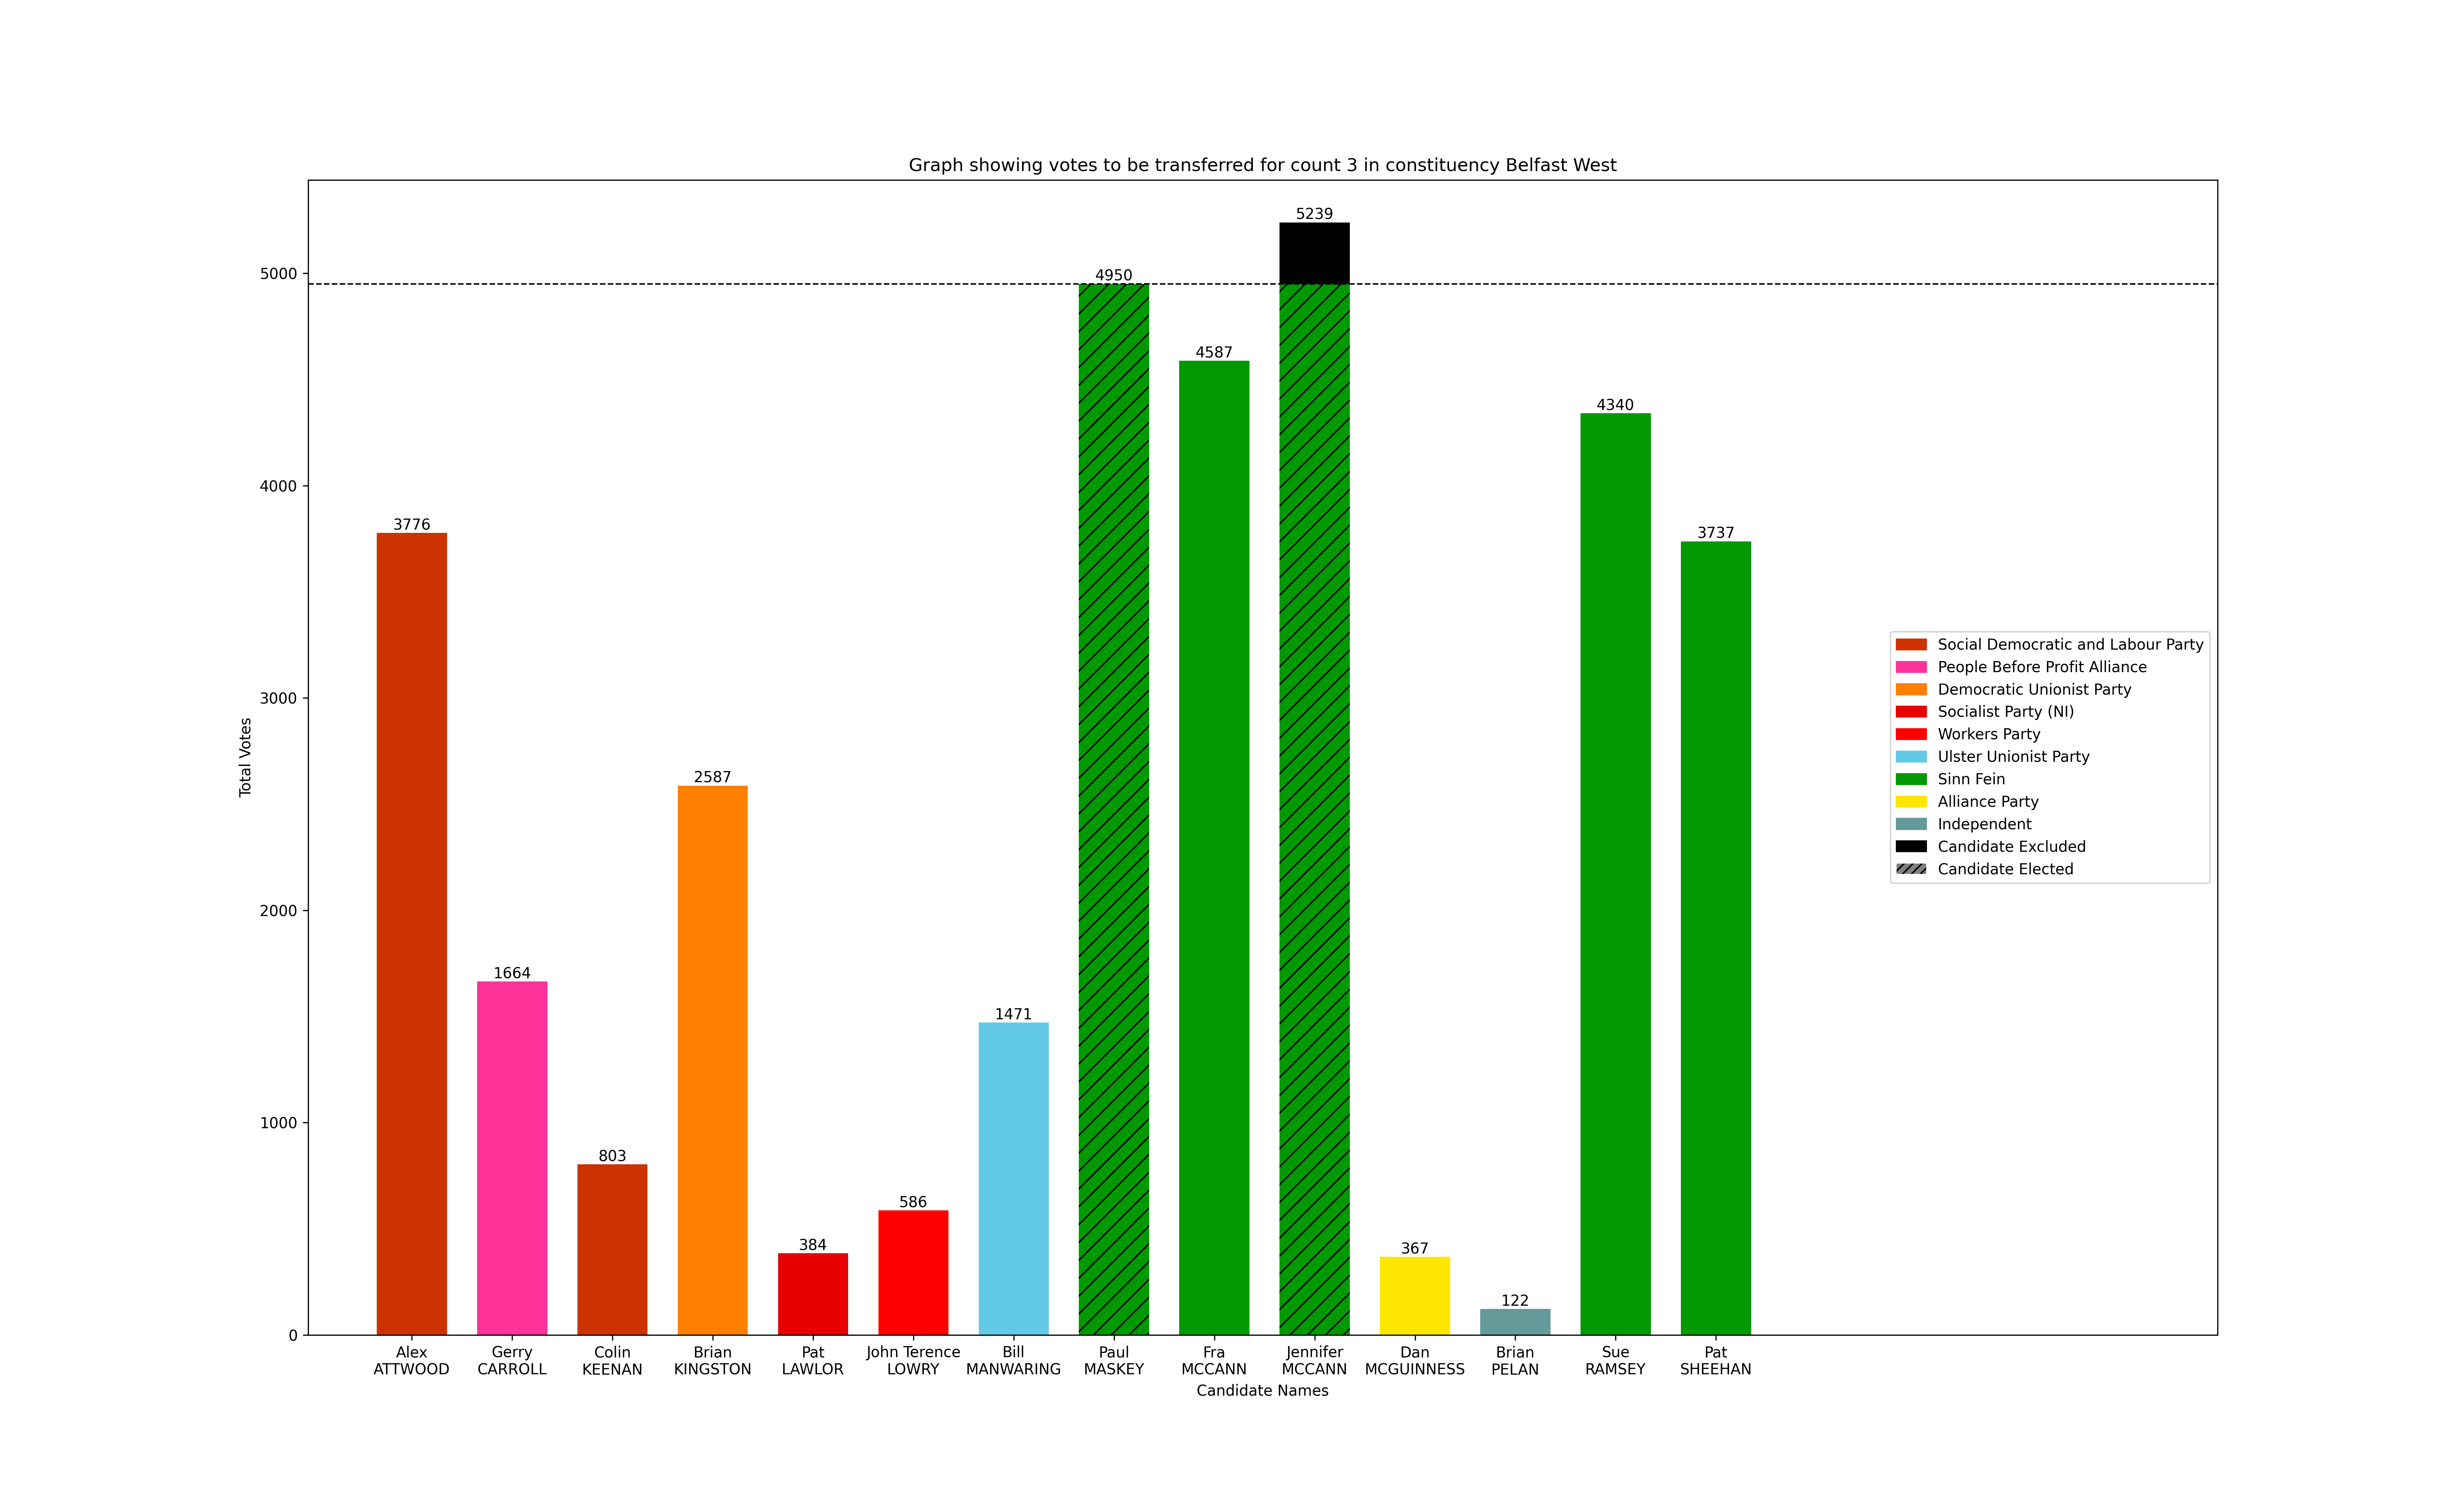 Graph showing votes to be transferred for count 3 in constituency Belfast West
5239
5000
4950
4587
4340
4000
3776
3737
3000
2587
2000
1664
1471
1000
803
586
384
367
122
0
Total Votes
Social Democratic and Labour Party
People Before Profit Alliance
Democratic Unionist Party
Socialist Party (NI)
Workers Party
Ulster Unionist Party
Sinn Fein
Alliance Party
Independent
Candidate Excluded
Candidate Elected
Alex
ATTWOOD
Gerry
CARROLL
Colin
KEENAN
Brian
KINGSTON
Pat
LAWLOR
John Terence
LOWRY
Bill
MANWARING
Paul
MASKEY
Fra
MCCANN
Jennifer
MCCANN
Dan
MCGUINNESS
Brian
PELAN
Sue
RAMSEY
Pat
SHEEHAN
Candidate Names